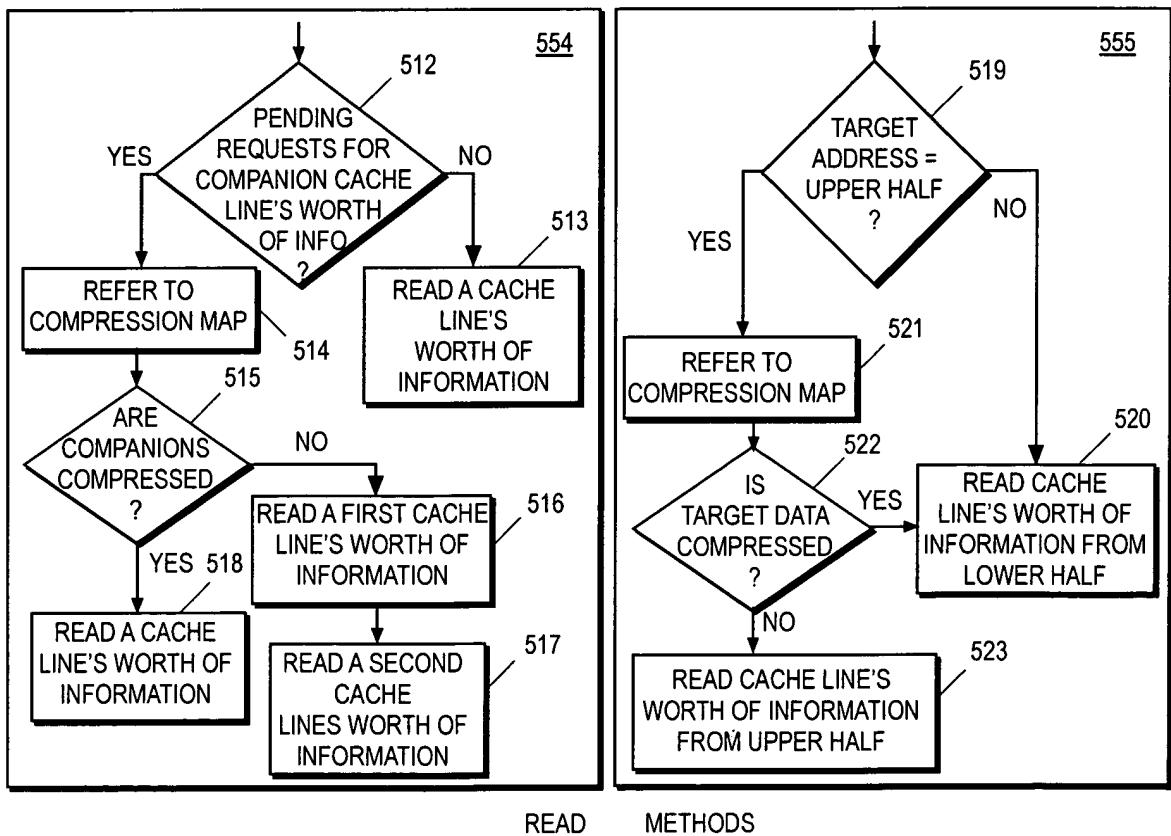 554
512
PENDING
REQUESTS FOR
COMPANION CACHE
LINE'S WORTH
OF INFO
?
YES
NO
513
REFER TO
COMPRESSION MAP
514
READ A CACHE
LINE'S
WORTH OF
INFORMATION
515
ARE
COMPANIONS
COMPRESSED
?
NO
516
READ A FIRST CACHE
LINE'S WORTH OF
INFORMATION
YES
518
READ A CACHE
LINE'S WORTH OF
INFORMATION
517
READ A SECOND
CACHE
LINES WORTH OF
INFORMATION
555
519
TARGET
ADDRESS =
UPPER HALF
?
YES
NO
521
REFER TO
COMPRESSION MAP
522
520
IS
TARGET DATA
COMPRESSED
?
YES
READ CACHE
LINE'S WORTH OF
INFORMATION FROM
LOWER HALF
NO
523
READ CACHE LINE'S
WORTH OF INFORMATION
FROM UPPER HALF
READ METHODS